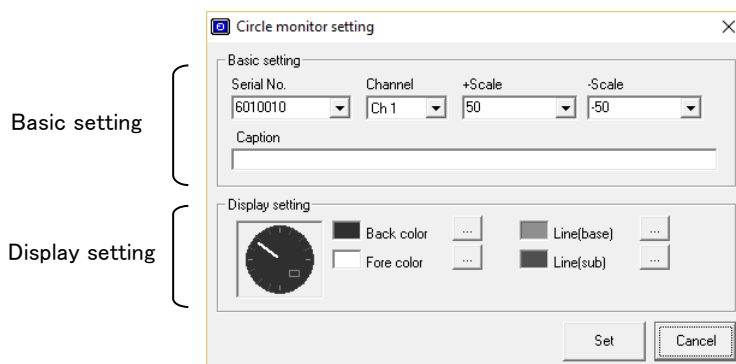 Circle monitor setting
Basic setting
Basic setting
Serial No. Channel +Scale -Scale
6010010 Ch 1 50 -50
Caption
Display setting
Display setting
Back color ... Line(base) ...
Fore color ... Line(sub) ...
Set Cancel